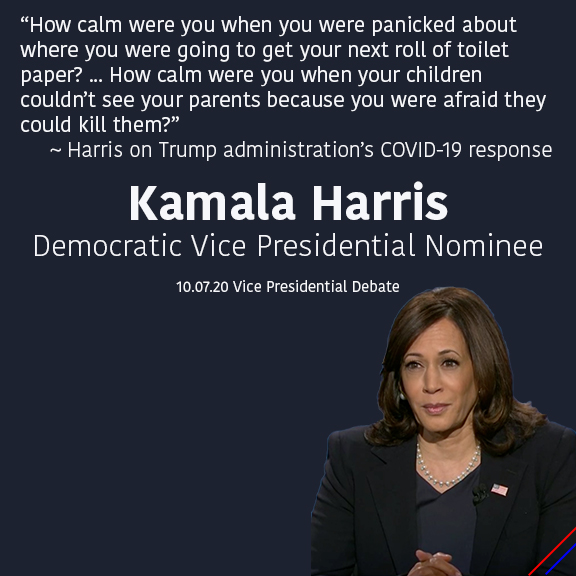 “How calm were you when you were panicked about
where you were going to get your next roll of toilet
paper? ... How calm were you when your children
couldn’t see your parents because you were afraid they
could kill them?”
~ Harris on Trump administration’s COVID-19 response
Kamala Harris
Democratic Vice Presidential Nominee
10.07.20 Vice Presidential Debate